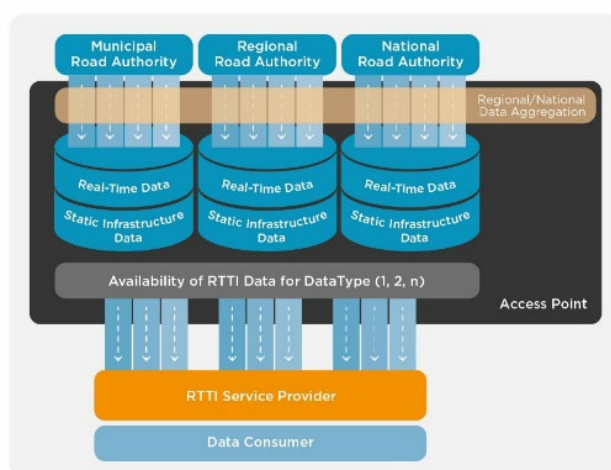 Municipal
Road Authority
Regional
Road Authority
National
Road Authority
Regional/National
Data Aggregation
Real-Time Data
Real-Time Data
Real-Time Data
Static Infrastructure
Data
Static Infrastructure
Data
Static Infrastructure
Data
Availability of RTTI Data for DataType (1, 2, n)
Access Point
RTTI Service Provider
Data Consumer